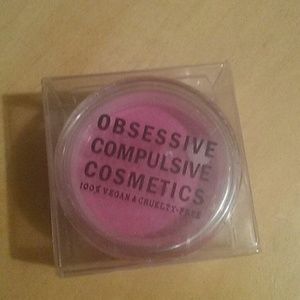 OBSESSIVE
COMPULSIVE
COSMETICS
100% VEGAN & CRUELTY-FREE